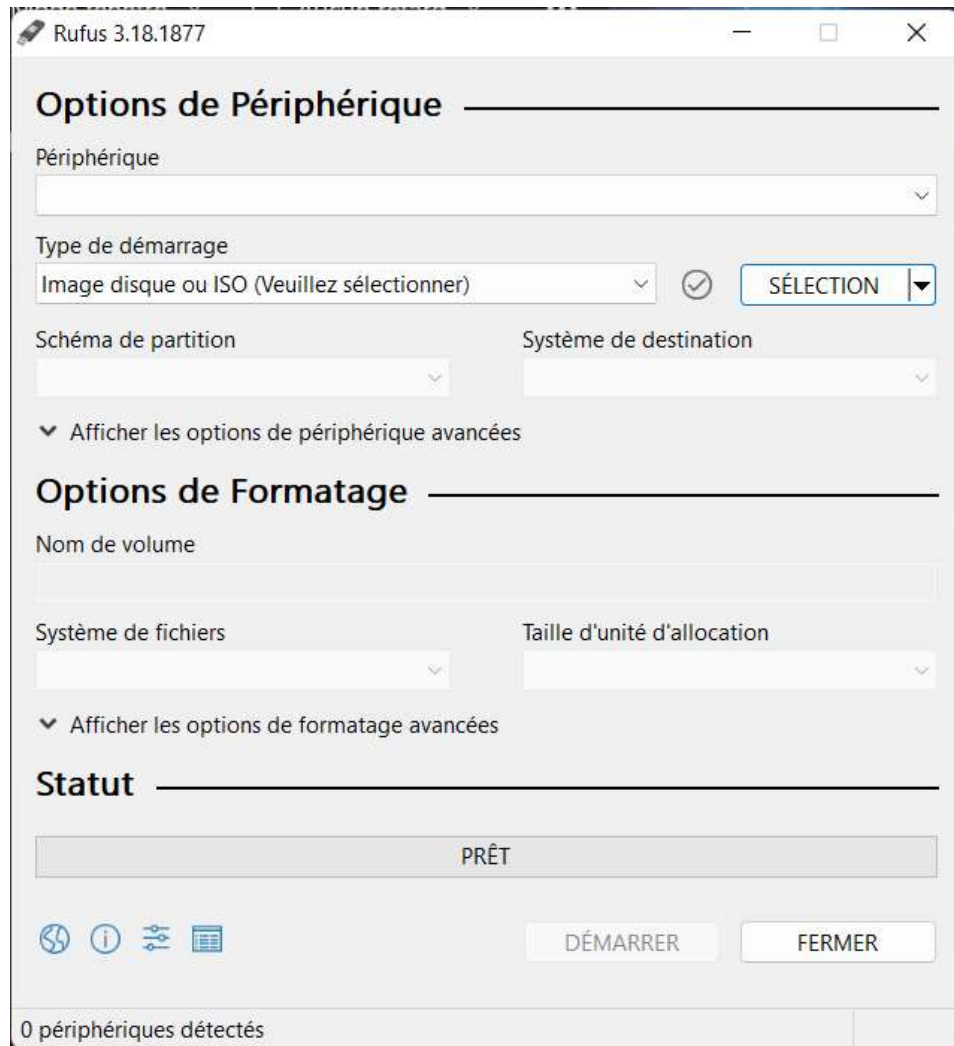 Rufus 3.18.1877
Options de Périphérique
Périphérique
Type de démarrage
Image disque ou ISO (Veuillez sélectionner)
SÉLECTION
Schéma de partition
Système de destination
Afficher les options de périphérique avancées
Options de Formatage
Nom de volume
Système de fichiers
Taille d'unité d'allocation
Afficher les options de formatage avancées
Statut
PRÊT
DÉMARRER
FERMER
0 périphériques détectés